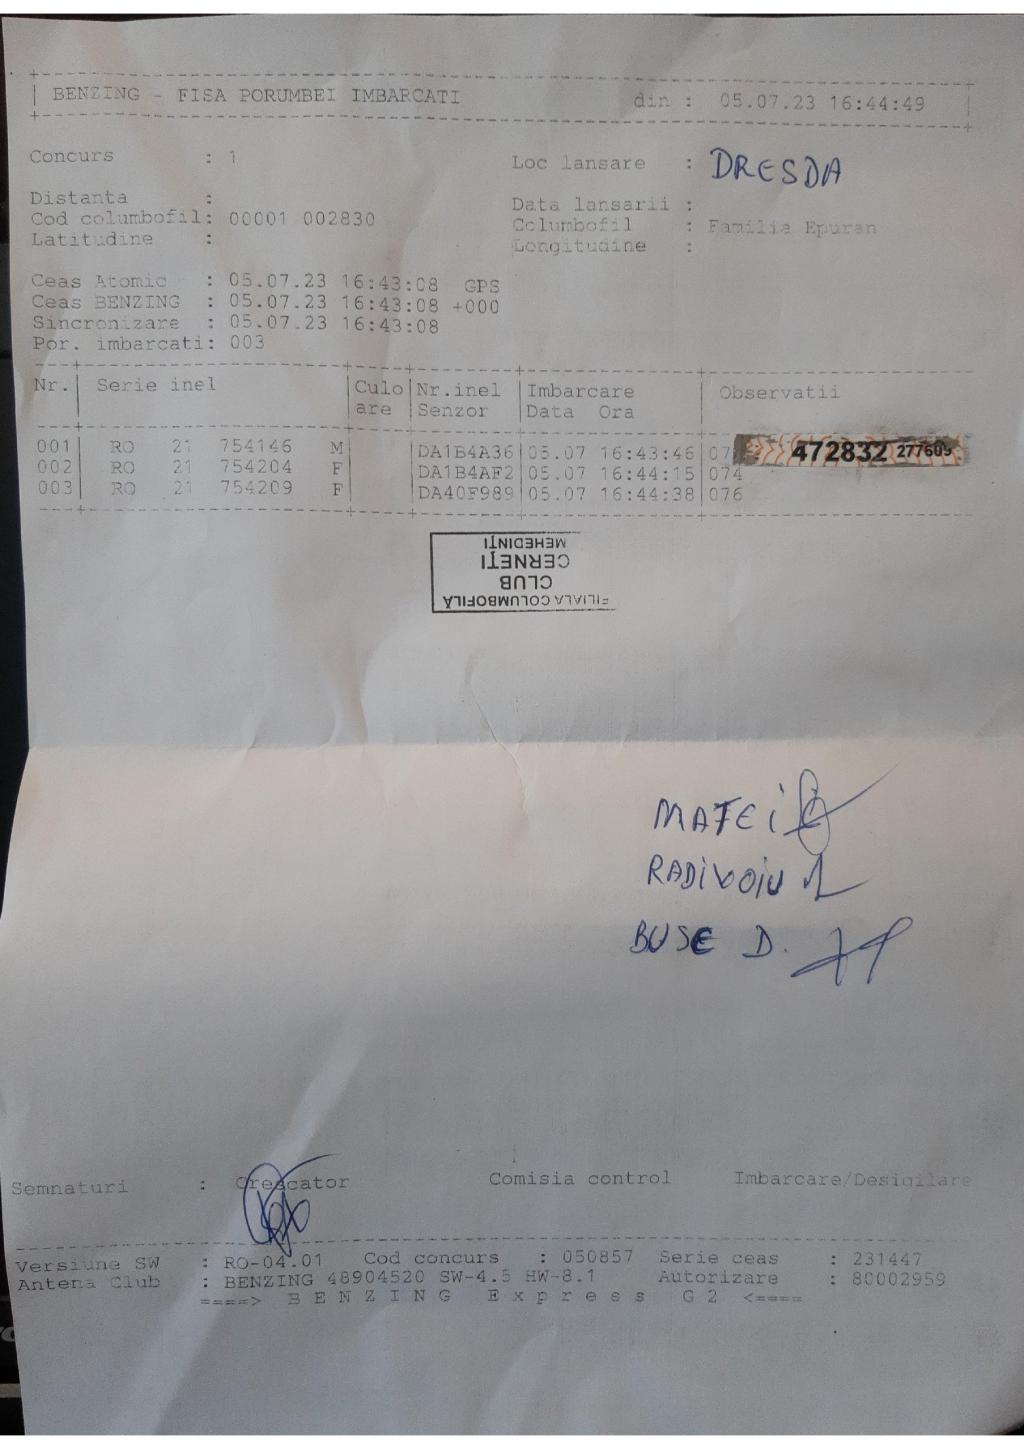 BENZING - FISA PORUMBEI IMBARCATI din : 05.07.23 16:44:49
Concurs : 1 Loc lansare : DRESDA
Distanta : Data lansarii :
Cod columbofil: 00001 002830 Columbofil : Familia Epuran
Latitudine : Longitudine :
Ceas Atomic : 05.07.23 16:43:08 GPS
Ceas BENZING : 05.07.23 16:43:08 +000
Sincronizare : 05.07.23 16:43:08
Por. imbarcati: 003
Nr. Serie inel Culo Nr.inel Imbarcare Observatii
are Senzor Data Ora
001 RO 21 754146 M DA1B4A36 05.07 16:43:46 472832 277609
002 RO 21 754204 F DA1B4AF2 05.07 16:44:15 074
003 RO 21 754209 F DA40F989 05.07 16:44:38 076
FILIALA COLUMBOFILĂ
CLUB
CERNEȚI
MEHEDINȚI
MATEI
RADIVOIU
BUSE D.
Semnaturi : Crescator Comisia control Imbarcare/Desigilare
Versiune SW : RO-04.01 Cod concurs : 050857 Serie ceas : 231447
Antena Club : BENZING 48904520 SW-4.5 HW-8.1 Autorizare : 80002959
====> B E N Z I N G E x p r e s s G 2 <====